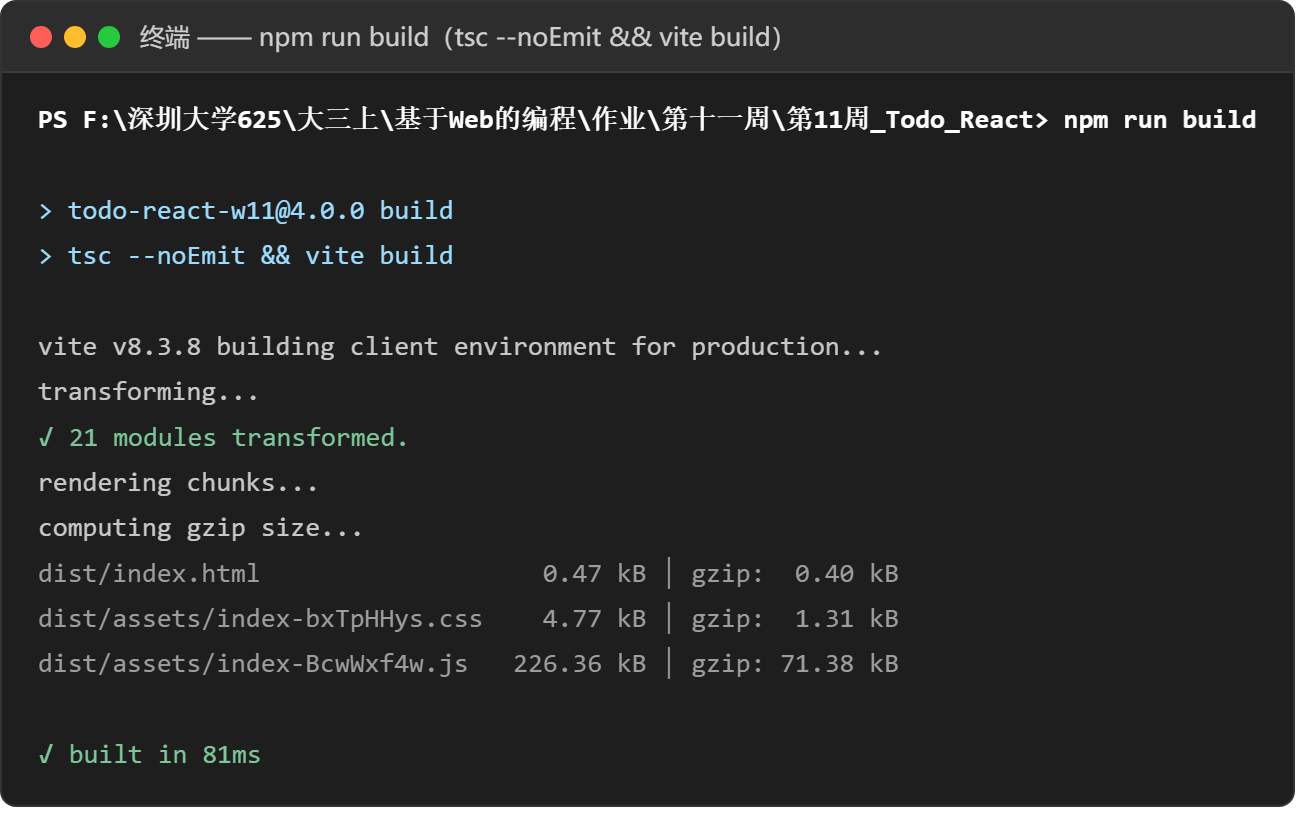 终端 —— npm run build（tsc --noEmit && vite build）
PS F:\深圳大学625\大三上\基于Web的编程\作业\第十一周\第11周_Todo_React> npm run build
> todo-react-w11@4.0.0 build
> tsc --noEmit && vite build
vite v8.3.8 building client environment for production...
transforming...
✓ 21 modules transformed.
rendering chunks...
computing gzip size...
dist/index.html                   0.47 kB │ gzip:  0.40 kB
dist/assets/index-bxTpHHys.css    4.77 kB │ gzip:  1.31 kB
dist/assets/index-BcwWxf4w.js   226.36 kB │ gzip: 71.38 kB
✓ built in 81ms